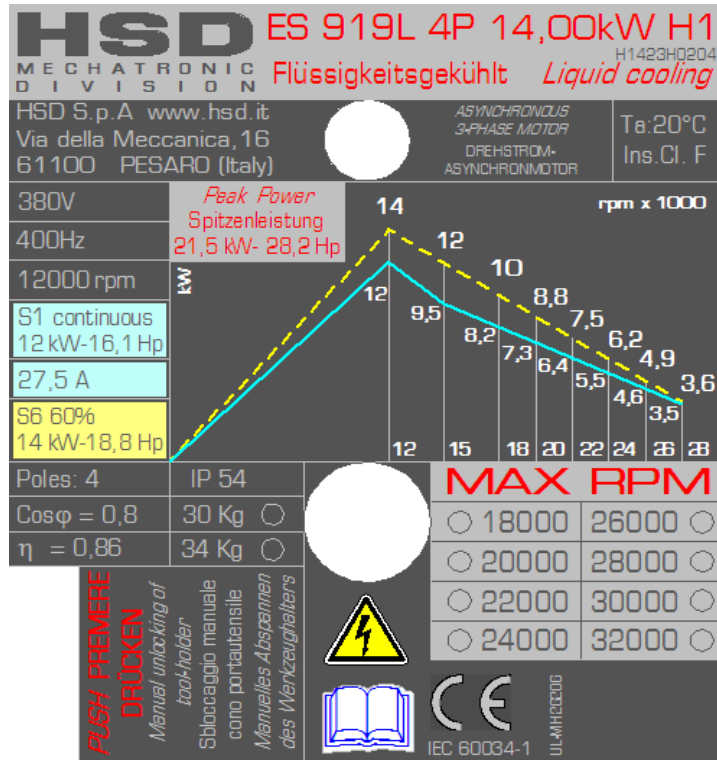 HSD
MECHATRONIC
DIVISION
ES 919L 4P 14,00kW H1
H1423H0204
Flüssigkeitsgekühlt Liquid cooling
HSD S.p.A www.hsd.it
Via della Meccanica,16
61100 PESARO (Italy)
ASYNCHRONOUS
3-PHASE MOTOR
DREHSTROM-
ASYNCHRONMOTOR
Ta:20°C
Ins.Cl. F
380V
400Hz
12000 rpm
S1 continuous
12 kW-16,1 Hp
27,5 A
S6 60%
14 kW-18,8 Hp
Peak Power
Spitzenleistung
21,5 kW- 28,2 Hp
rpm x 1000
kW
14
12
10
8,8
7,5
6,2
4,9
3,6
12
9,5
8,2
7,3
6,4
5,5
4,6
3,5
12 15 18 20 22 24 26 28
Poles: 4
IP 54
Cosφ = 0,8
30 Kg
η = 0,86
34 Kg
MAX RPM
18000 26000
20000 28000
22000 30000
24000 32000
PUSH PREMERE
DRÜCKEN
Manual unlocking of
tool-holder
Sbloccaggio manuale
cono portautensile
Manuelles Abspannen
des Werkzeughalters
CE
IEC 60034-1
UL-MH26206